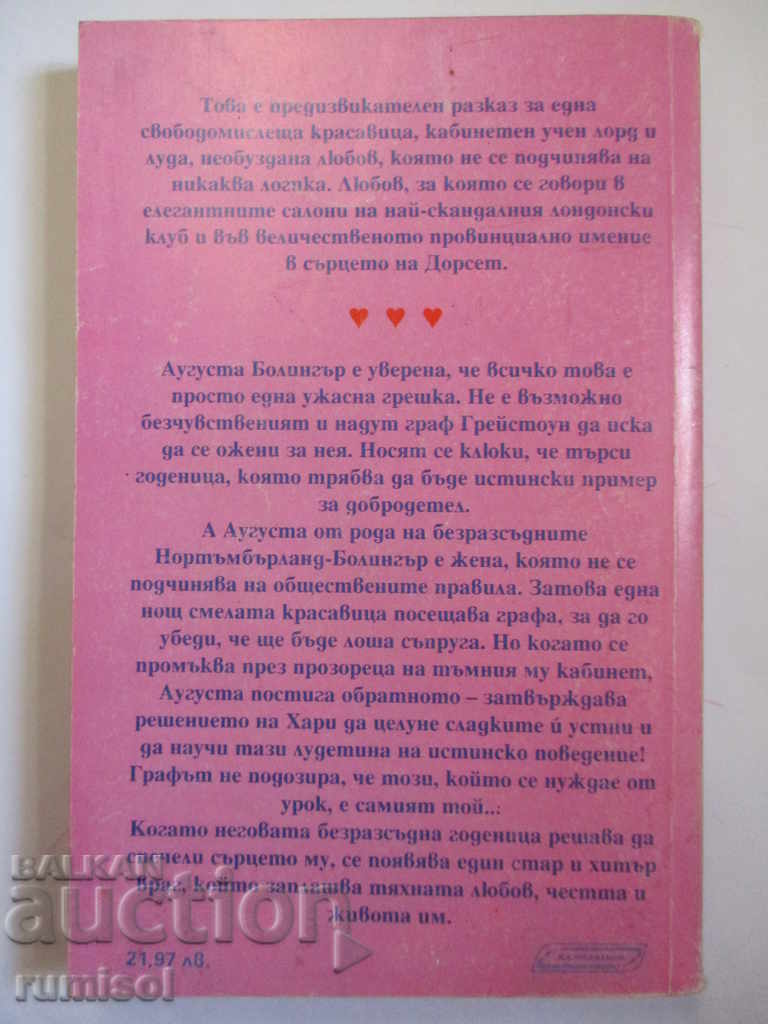 Това е предизвикателен разказ за една
свободомислеща красавица, кабинетен учен лорд и
луда, необуздана любов, която не се подчинява на
никаква логика. Любов, за която се говори в
елегантните салони на най-скандалния лондонски
клуб и във величественото провинциално имение
в сърцето на Дорсет.
Аугуста Болингър е уверена, че всичко това е
просто една ужасна грешка. Не е възможно
безчувственият и надут граф Грейстоун да иска
да се ожени за нея. Носят се клюки, че търси
годеница, която трябва да бъде истински пример
за добродетел.
А Аугуста от рода на безразсъдните
Нортъмбърланд-Болингър е жена, която не се
подчинява на обществените правила. Затова една
нощ смелата красавица посещава графа, за да го
убеди, че ще бъде лоша съпруга. Но когато се
промъква през прозореца на тъмния му кабинет,
Аугуста постига обратното – затвърждава
решението на Хари да целуне сладките ѝ устни и
да научи тази лудетина на истинско поведение!
Графът не подозира, че този, който се нуждае от
урок, е самият той...
Когато неговата безразсъдна годеница решава да
спечели сърцето му, се появява един стар и хитър
враг, който заплашва тяхната любов, честта и
живота им.
21,97 лв.
BALKAN
auction
rumisol